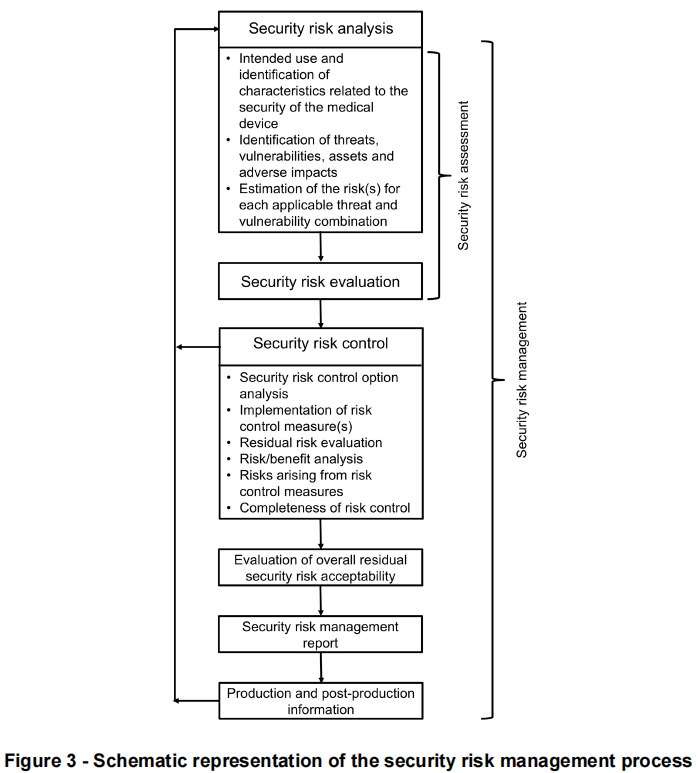 Security risk analysis
• Intended use and
identification of
characteristics related to the
security of the medical
device
• Identification of threats,
vulnerabilities, assets and
adverse impacts
• Estimation of the risk(s) for
each applicable threat and
vulnerability combination
Security risk assessment
Security risk evaluation
Security risk management
Security risk control
• Security risk control option
analysis
• Implementation of risk
control measure(s)
• Residual risk evaluation
• Risk/benefit analysis
• Risks arising from risk
control measures
• Completeness of risk control
Evaluation of overall residual
security risk acceptability
Security risk management
report
Production and post-production
information
Figure 3 - Schematic representation of the security risk management process